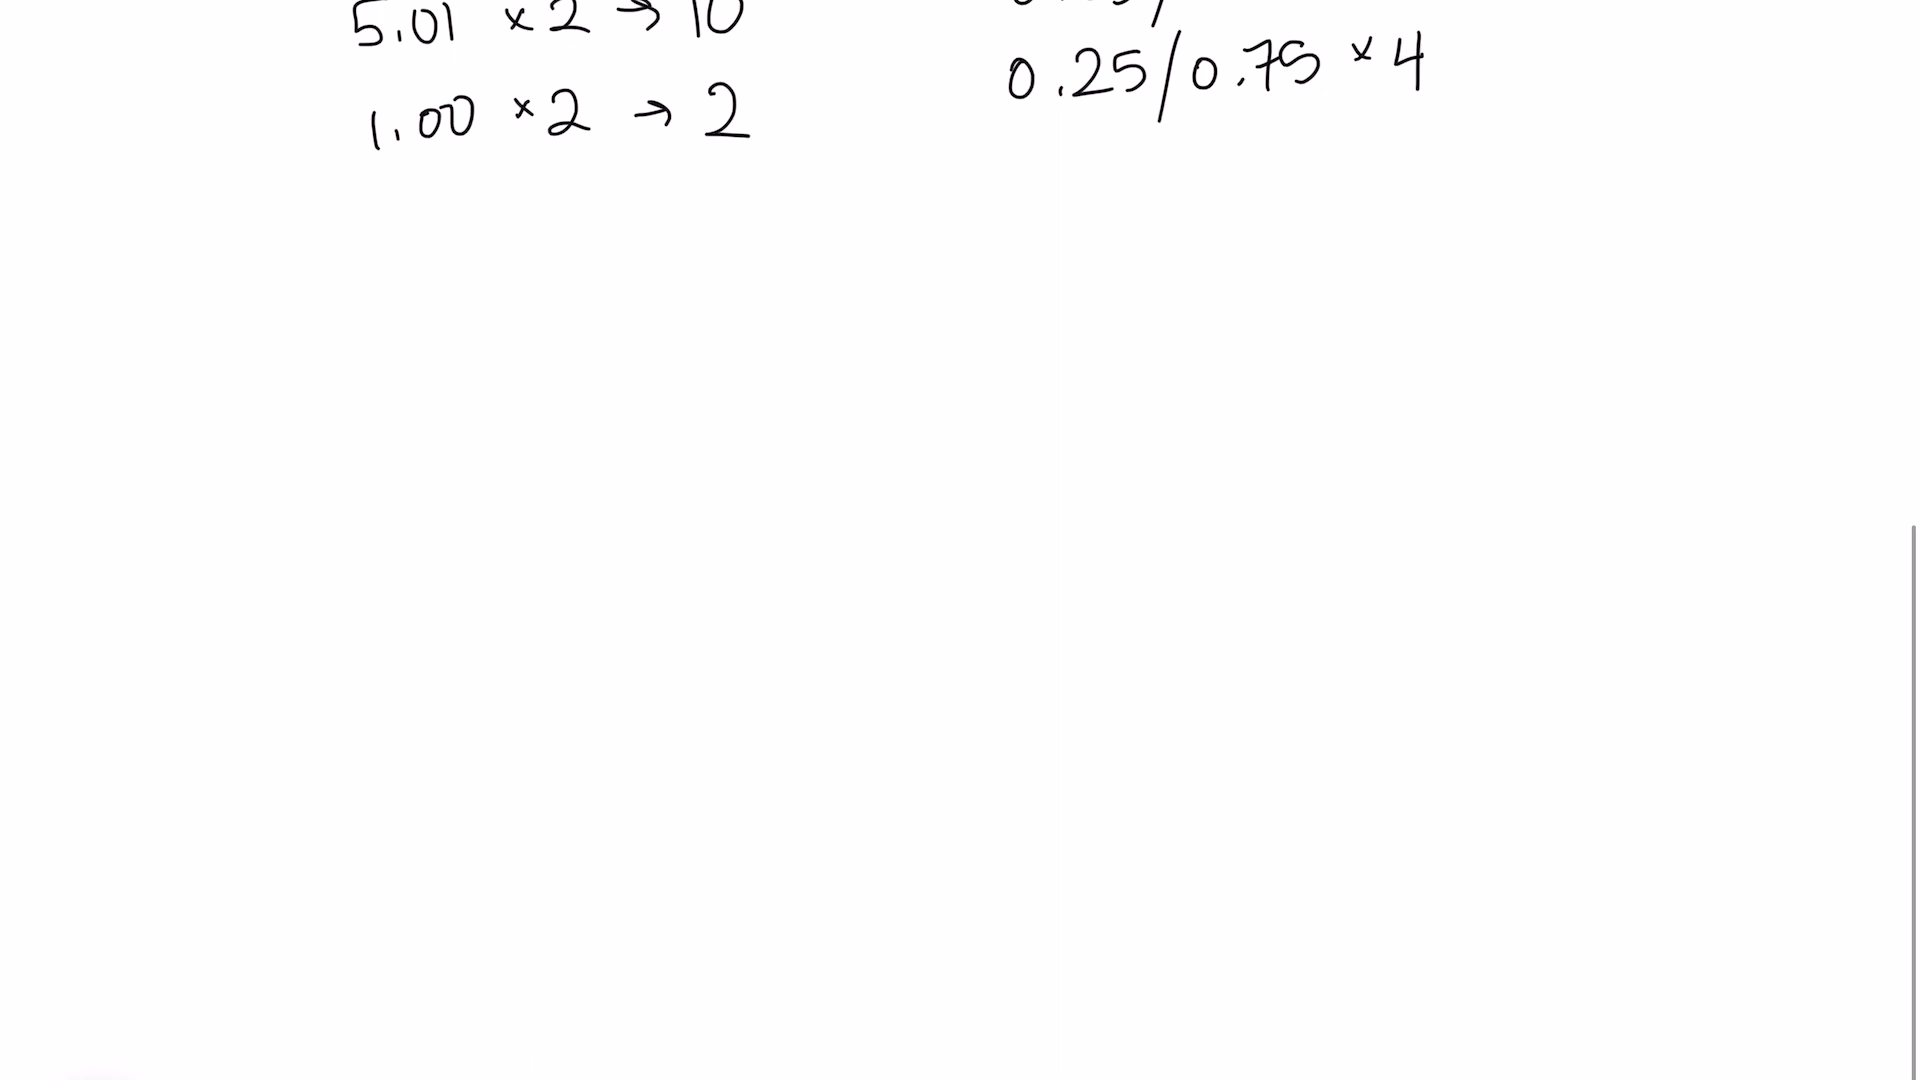 5.01 × 2 → 10
1.00 × 2 → 2
0.25/0.75 × 4